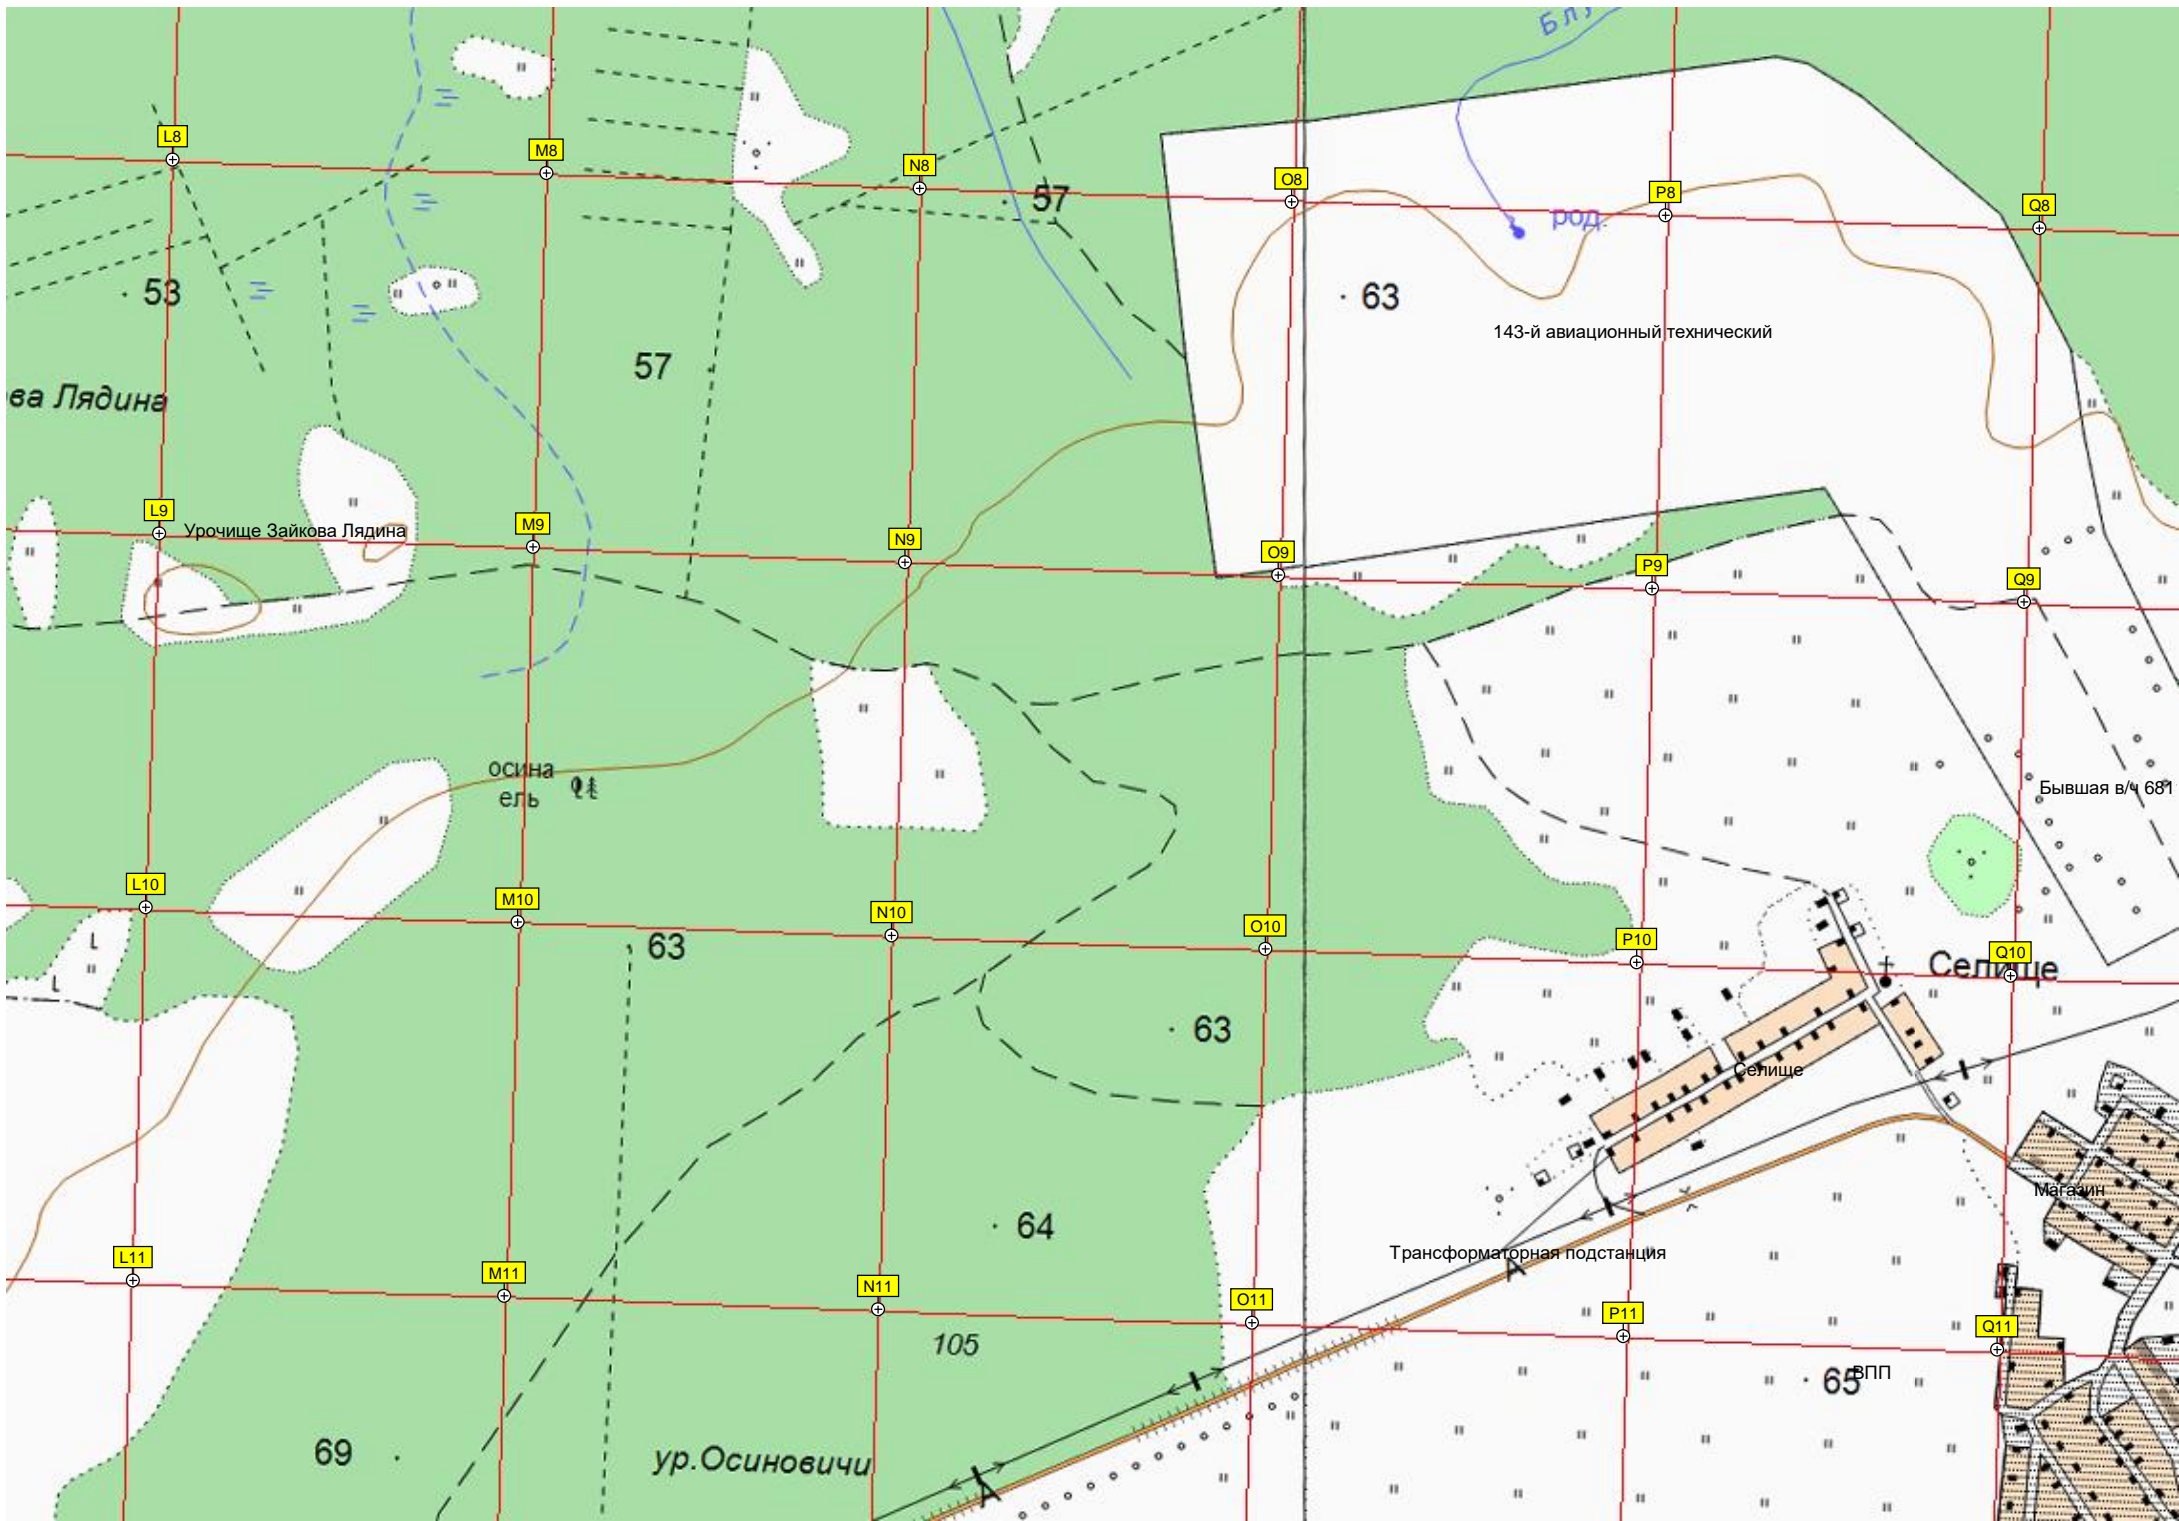 Блу
L8
M8
N8
O8
P8
Q8
57
род.
53
63
143-й авиационный технический
57
ва Лядина
L9
Урочище Зайкова Лядина
M9
N9
O9
P9
Q9
осина
ель
Бывшая в/ч 681
L10
M10
N10
O10
P10
Q10
63
Селище
63
Селище
Магазин
64
Трансформаторная подстанция
А
L11
M11
N11
O11
P11
Q11
105
65
ВПП
69
ур.Осиновичи
А